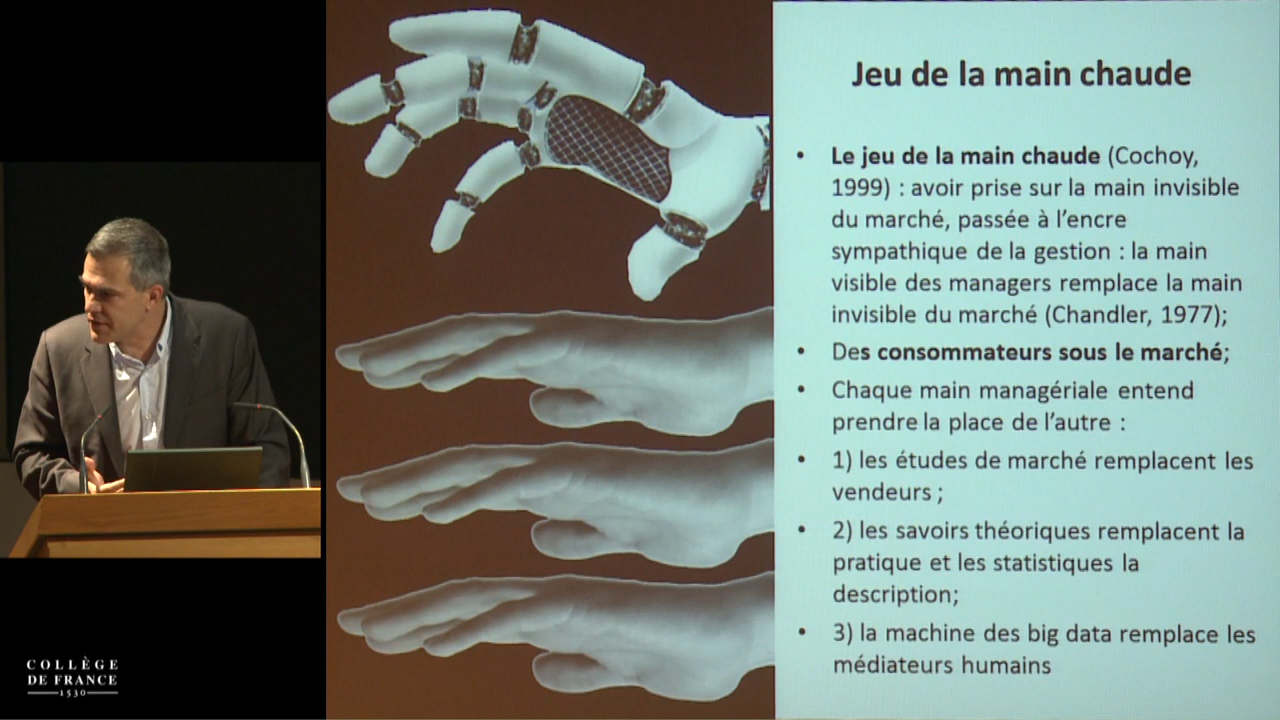 Jeu de la main chaude
• Le jeu de la main chaude (Cochoy,
1999) : avoir prise sur la main invisible
du marché, passée à l'encre
sympathique de la gestion : la main
visible des managers remplace la main
invisible du marché (Chandler, 1977);
• Des consommateurs sous le marché;
• Chaque main managériale entend
prendre la place de l'autre :
• 1) les études de marché remplacent les
vendeurs ;
• 2) les savoirs théoriques remplacent la
pratique et les statistiques la
description;
• 3) la machine des big data remplace les
médiateurs humains
COLLÈGE
DE FRANCE
1530